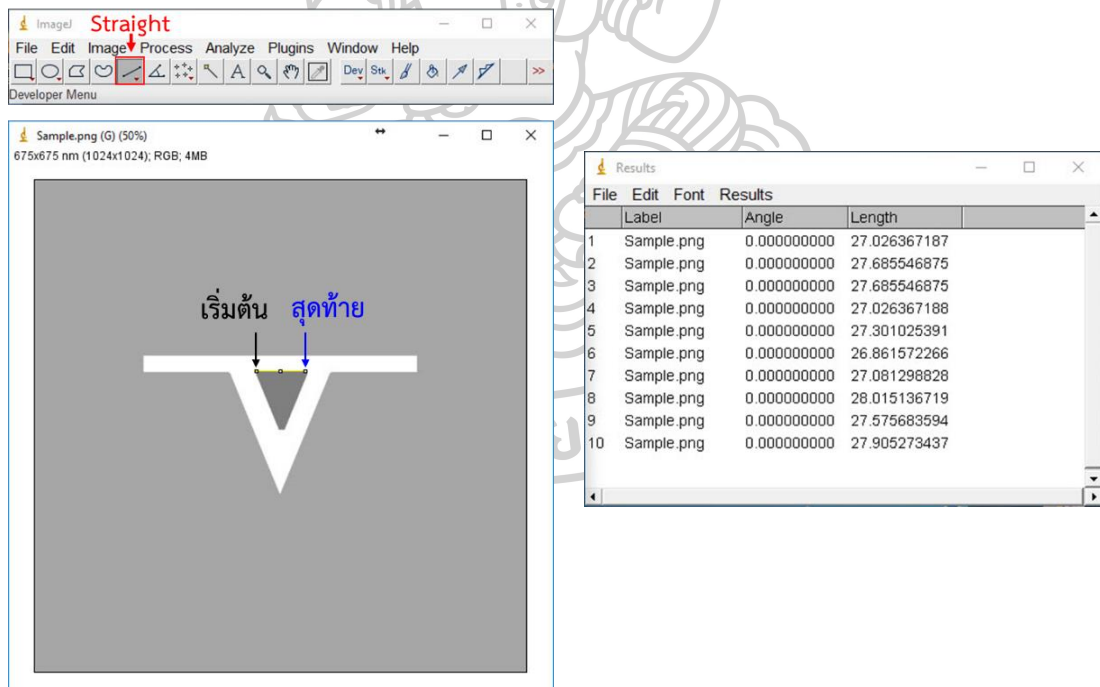 ImageJ
Straight
File Edit Image Process Analyze Plugins Window Help
A Dev Stk >>
Developer Menu
Sample.png (G) (50%)
675x675 nm (1024x1024); RGB; 4MB
เริ่มต้น สุดท้าย
Results
File Edit Font Results
Label Angle Length
1 Sample.png 0.000000000 27.026367187
2 Sample.png 0.000000000 27.685546875
3 Sample.png 0.000000000 27.685546875
4 Sample.png 0.000000000 27.026367188
5 Sample.png 0.000000000 27.301025391
6 Sample.png 0.000000000 26.861572266
7 Sample.png 0.000000000 27.081298828
8 Sample.png 0.000000000 28.015136719
9 Sample.png 0.000000000 27.575683594
10 Sample.png 0.000000000 27.905273437